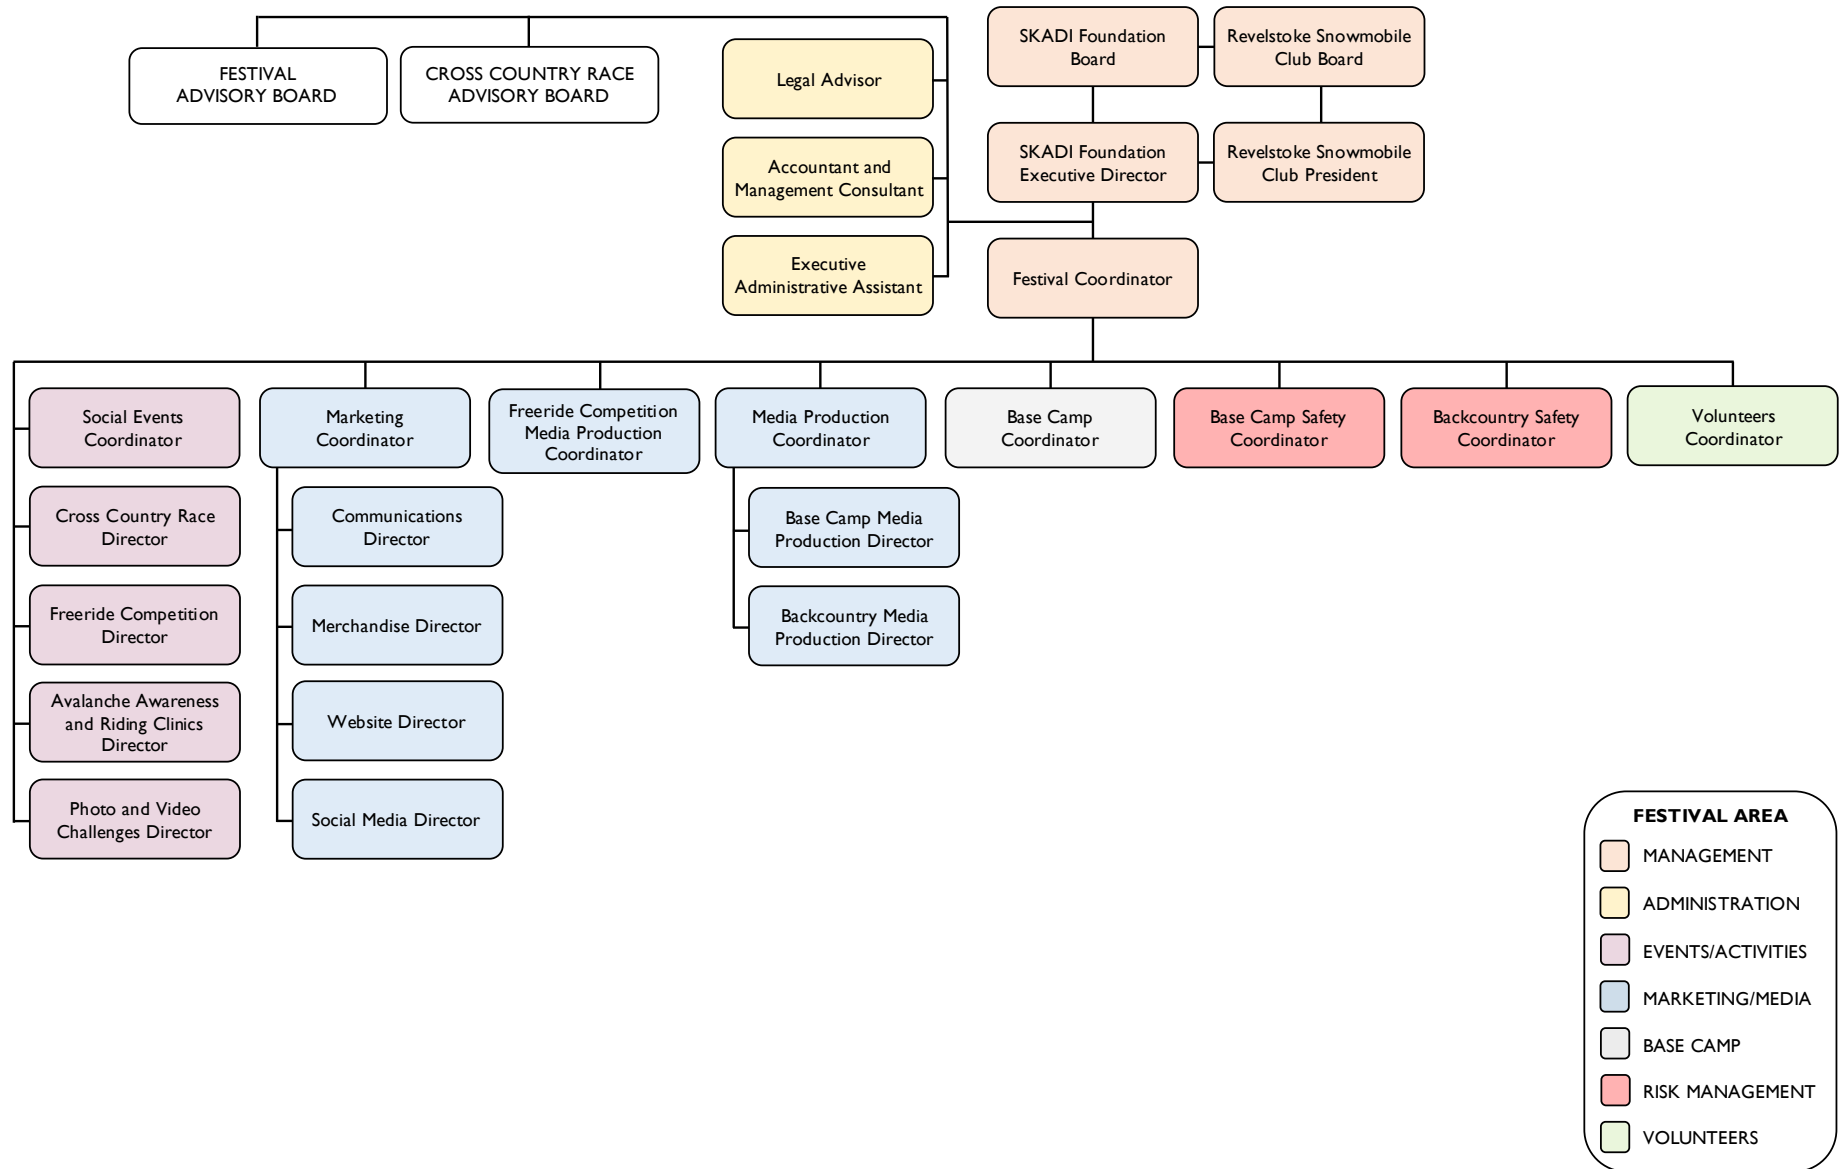 FESTIVAL
ADVISORY BOARD
CROSS COUNTRY RACE
ADVISORY BOARD
Legal Advisor
Accountant and
Management Consultant
Executive
Administrative Assistant
SKADI Foundation
Board
Revelstoke Snowmobile
Club Board
SKADI Foundation
Executive Director
Revelstoke Snowmobile
Club President
Festival Coordinator
Social Events
Coordinator
Cross Country Race
Director
Freeride Competition
Director
Avalanche Awareness
and Riding Clinics
Director
Photo and Video
Challenges Director
Marketing
Coordinator
Communications
Director
Merchandise Director
Website Director
Social Media Director
Freeride Competition
Media Production
Coordinator
Media Production
Coordinator
Base Camp Media
Production Director
Backcountry Media
Production Director
Base Camp
Coordinator
Base Camp Safety
Coordinator
Backcountry Safety
Coordinator
Volunteers
Coordinator
FESTIVAL AREA
MANAGEMENT
ADMINISTRATION
EVENTS/ACTIVITIES
MARKETING/MEDIA
BASE CAMP
RISK MANAGEMENT
VOLUNTEERS